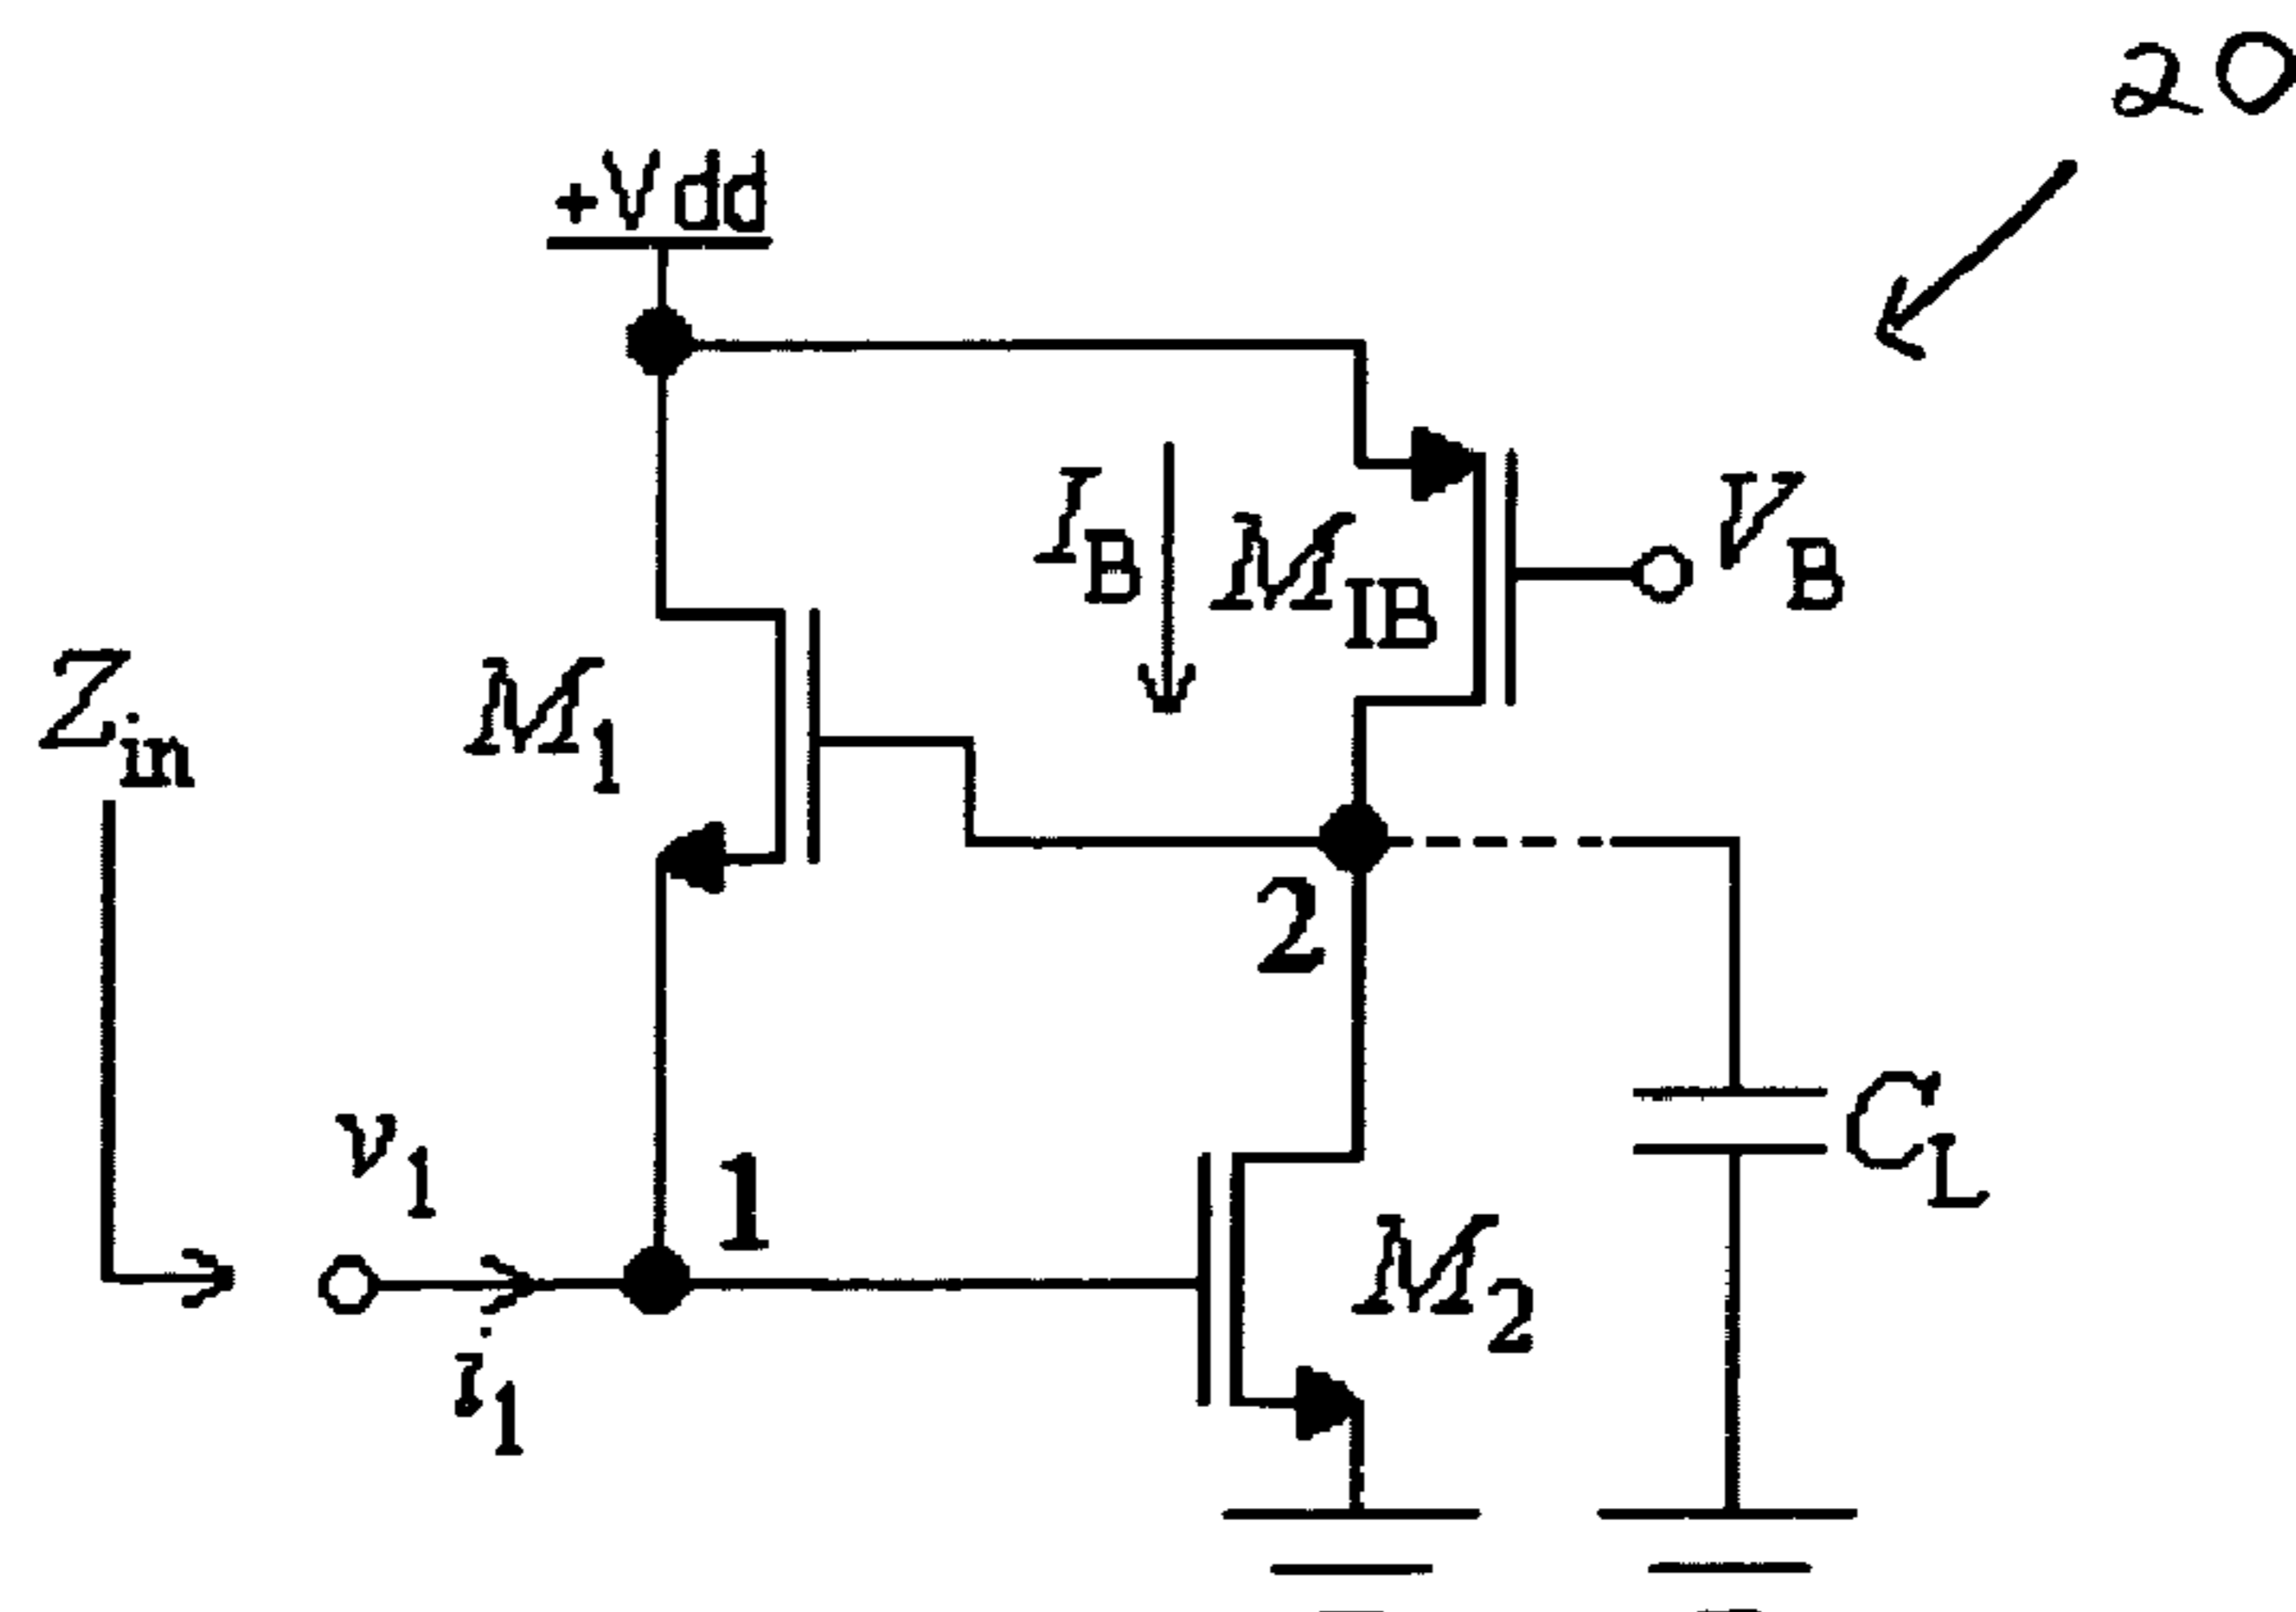 20
+Vdd
I_B
M_IB
V_B
Z_in
M_1
2
v_1
1
i_1
M_2
C_L